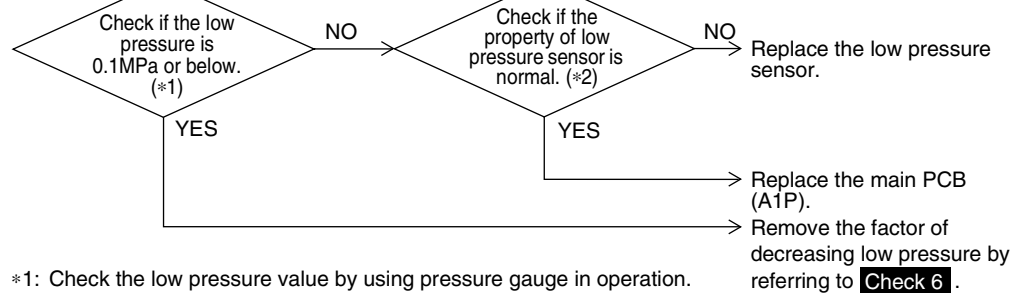 Check if the low
pressure is
0.1MPa or below.
(*1)
NO
YES
Check if the
property of low
pressure sensor is
normal. (*2)
NO
YES
Replace the low pressure
sensor.
Replace the main PCB
(A1P).
Remove the factor of
decreasing low pressure by
referring to Check 6 .
*1: Check the low pressure value by using pressure gauge in operation.